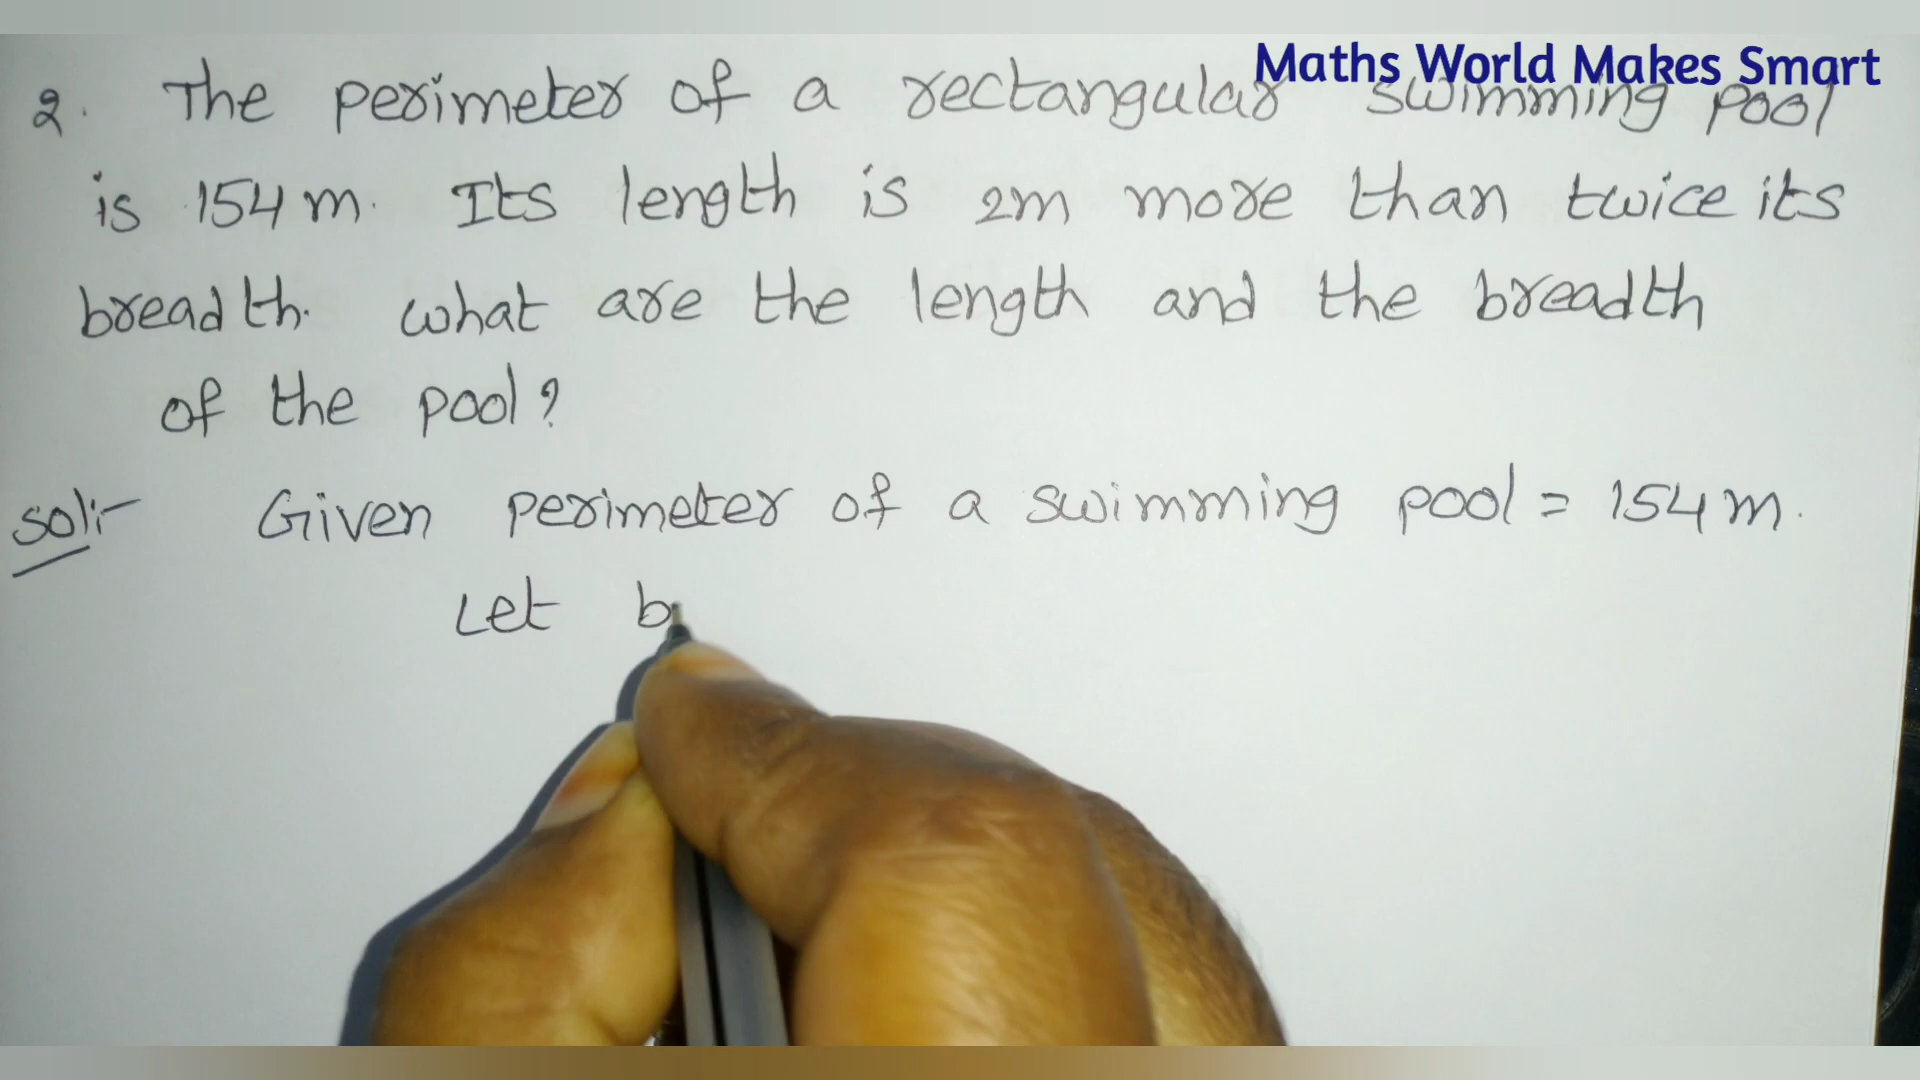 Maths World Makes Smart
2. The perimeter of a rectangular swimming pool
is 154 m. Its length is 2m more than twice its
breadth. what are the length and the breadth
of the pool?
Sol:- Given perimeter of a swimming pool = 154 m.
Let b